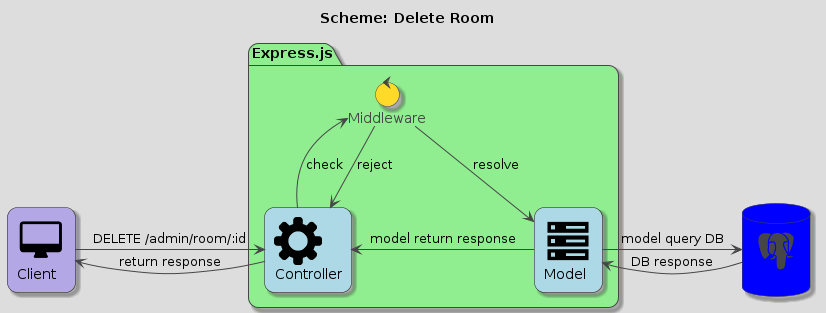 Scheme: Delete Room
Express.js
Middleware
check
reject
resolve
DELETE /admin/room/:id
model return response
model query DB
return response
DB response
Client
Controller
Model